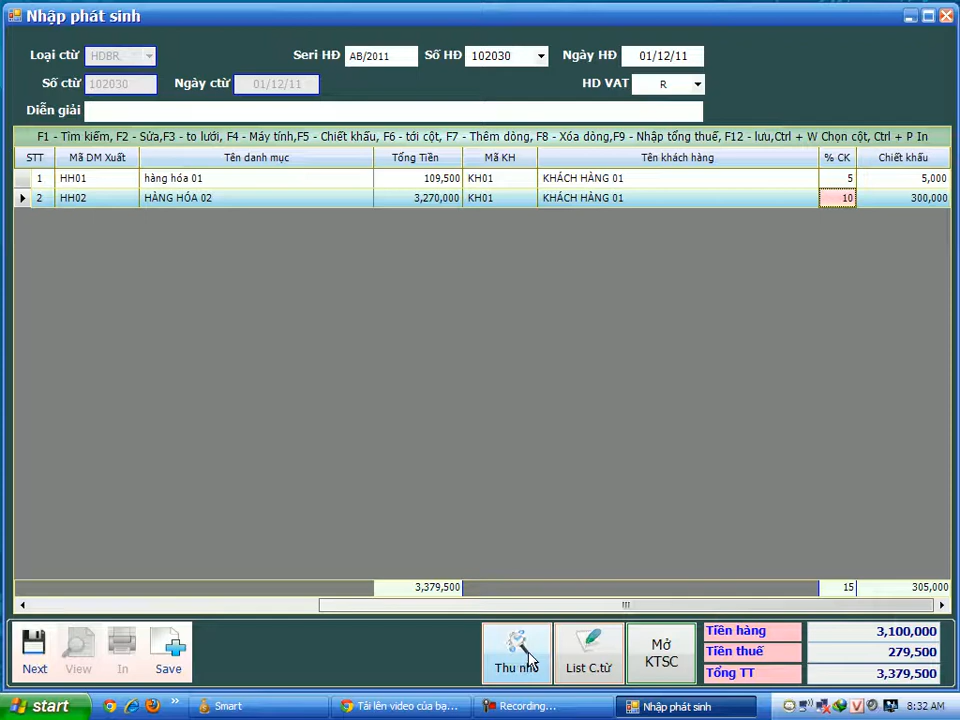 Nhập phát sinh
Loại ctừ HDBR Seri HĐ AB/2011 Số HĐ 102030 Ngày HĐ 01/12/11
Số ctừ 102030 Ngày ctừ 01/12/11 HD VAT R
Diễn giải
F1 - Tìm kiếm, F2 - Sửa,F3 - to lưới, F4 - Máy tính,F5 - Chiết khấu, F6 - tới cột, F7 - Thêm dòng, F8 - Xóa dòng,F9 - Nhập tổng thuế, F12 - lưu,Ctrl + W Chọn cột, Ctrl + P In
STT Mã DM Xuất Tên danh mục Tổng Tiền Mã KH Tên khách hàng % CK Chiết khấu
1 HH01 hàng hóa 01 109,500 KH01 KHÁCH HÀNG 01 5 5,000
2 HH02 HÀNG HÓA 02 3,270,000 KH01 KHÁCH HÀNG 01 10 300,000
3,379,500 15 305,000
Next View In Save Thu nhỏ List C.từ Mở KTSC
Tiền hàng 3,100,000
Tiền thuế 279,500
Tổng TT 3,379,500
start Smart Tải lên video của bạ... Recording... Nhập phát sinh 8:32 AM